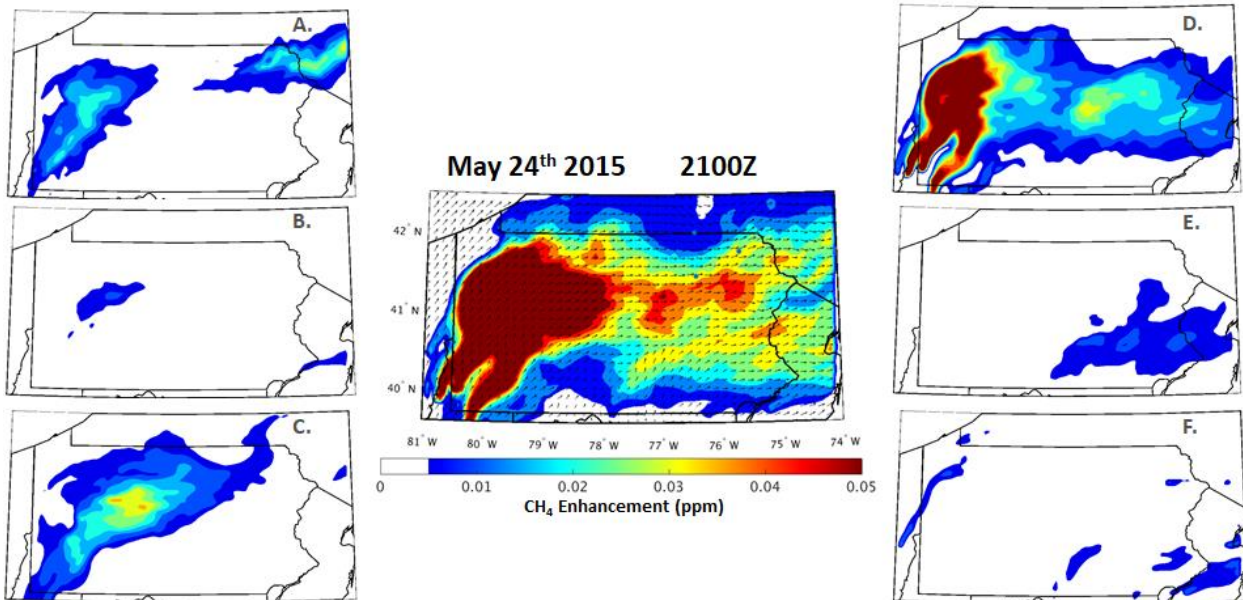 A.
D.
May 24th 2015 2100Z
B.
E.
42° N
41° N
40° N
C.
F.
81° W 80° W 79° W 78° W 77° W 76° W 75° W 74° W
0 0.01 0.02 0.03 0.04 0.05
CH4 Enhancement (ppm)